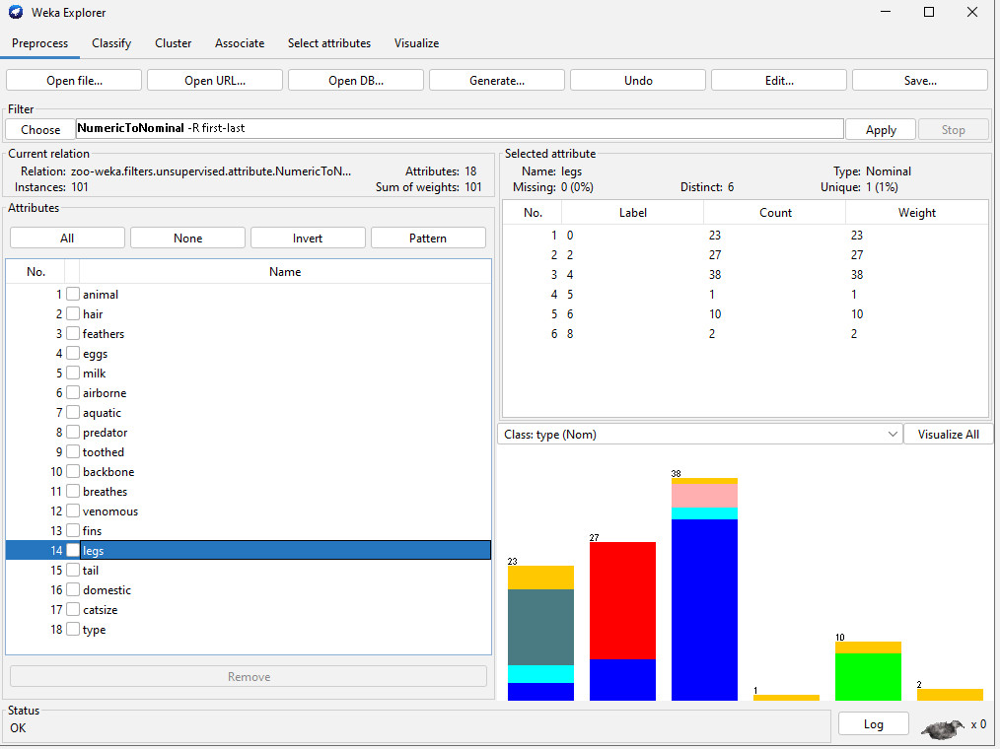 Weka Explorer
Preprocess Classify Cluster Associate Select attributes Visualize
Open file... Open URL... Open DB... Generate... Undo Edit... Save...
Filter
Choose NumericToNominal -R first-last Apply Stop
Current relation
Relation: zoo-weka.filters.unsupervised.attribute.NumericToN... Attributes: 18
Instances: 101 Sum of weights: 101
Attributes
All None Invert Pattern
No. Name
1 animal
2 hair
3 feathers
4 eggs
5 milk
6 airborne
7 aquatic
8 predator
9 toothed
10 backbone
11 breathes
12 venomous
13 fins
14 legs
15 tail
16 domestic
17 catsize
18 type
Remove
Selected attribute
Name: legs Type: Nominal
Missing: 0 (0%) Distinct: 6 Unique: 1 (1%)
No. Label Count Weight
1 0 23 23
2 2 27 27
3 4 38 38
4 5 1 1
5 6 10 10
6 8 2 2
Class: type (Nom) Visualize All
23 27 38 1 10 2
Status
OK
Log x 0